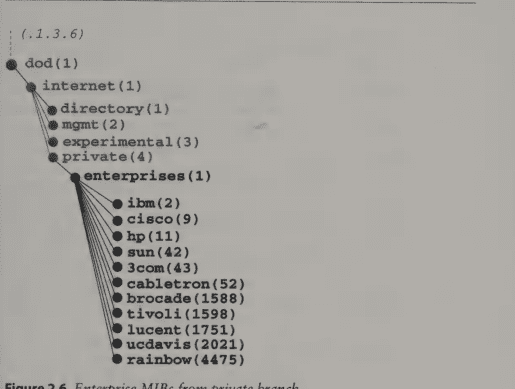 (.1.3.6)
dod(1)
internet(1)
directory(1)
mgmt(2)
experimental(3)
private(4)
enterprises(1)
ibm(2)
cisco(9)
hp(11)
sun(42)
3com(43)
cabletron(52)
brocade(1588)
tivoli(1598)
lucent(1751)
ucdavis(2021)
rainbow(4475)
Figure 2.6 Enterprise MIBs from private branch